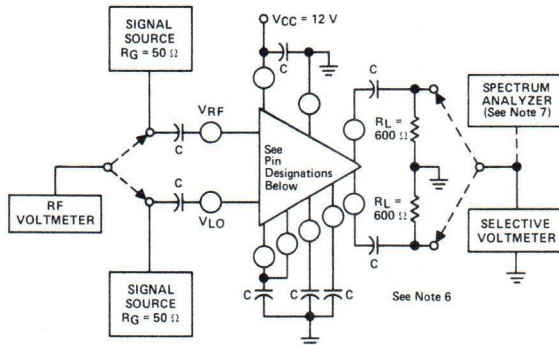 SIGNAL
SOURCE
RG = 50 Ω
VCC = 12 V
C
C
VRF
C
RL =
600 Ω
SPECTRUM
ANALYZER
(See Note 7)
See
Pin
Designations
Below
RF
VOLTMETER
C
VLO
RL =
600 Ω
SELECTIVE
VOLTMETER
SIGNAL
SOURCE
RG = 50 Ω
C
C
C
C
See Note 6